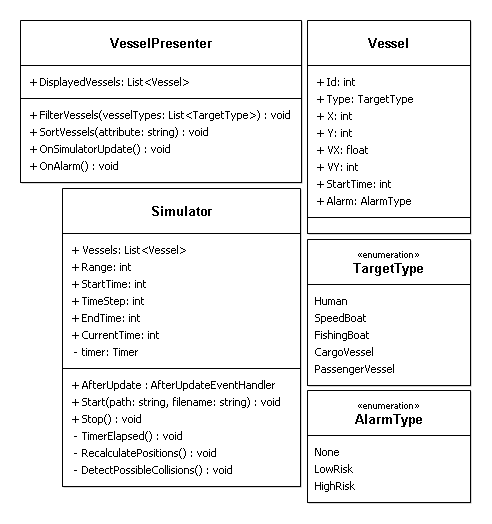 VesselPresenter
+ DisplayedVessels: List<Vessel>
+ FilterVessels(vesselTypes: List<TargetType>) : void
+ SortVessels(attribute: string) : void
+ OnSimulatorUpdate() : void
+ OnAlarm() : void
Vessel
+ Id: int
+ Type: TargetType
+ X: int
+ Y: int
+ VX: float
+ VY: int
+ StartTime: int
+ Alarm: AlarmType
Simulator
+ Vessels: List<Vessel>
+ Range: int
+ StartTime: int
+ TimeStep: int
+ EndTime: int
+ CurrentTime: int
- timer: Timer
+ AfterUpdate : AfterUpdateEventHandler
+ Start(path: string, filename: string) : void
+ Stop() : void
- TimerElapsed() : void
- RecalculatePositions() : void
- DetectPossibleCollisions() : void
«enumeration»
TargetType
Human
SpeedBoat
FishingBoat
CargoVessel
PassengerVessel
«enumeration»
AlarmType
None
LowRisk
HighRisk